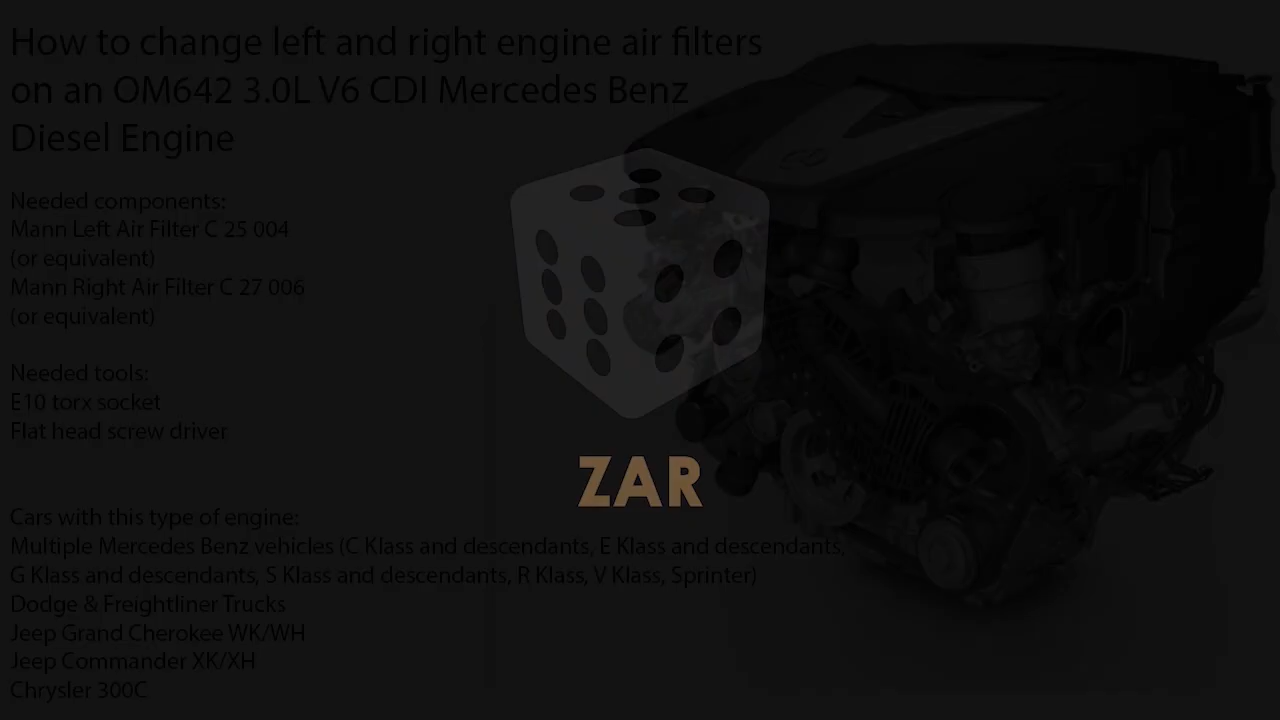 How to change left and right engine air filters
on an OM642 3.0L V6 CDI Mercedes Benz
Diesel Engine
Needed components:
Mann Left Air Filter C 25 004
(or equivalent)
Mann Right Air Filter C 27 006
(or equivalent)
Needed tools:
E10 torx socket
Flat head screw driver
ZAR
Cars with this type of engine:
Multiple Mercedes Benz vehicles (C Klass and descendants, E Klass and descendants,
G Klass and descendants, S Klass and descendants, R Klass, V Klass, Sprinter)
Dodge & Freightliner Trucks
Jeep Grand Cherokee WK/WH
Jeep Commander XK/XH
Chrysler 300C